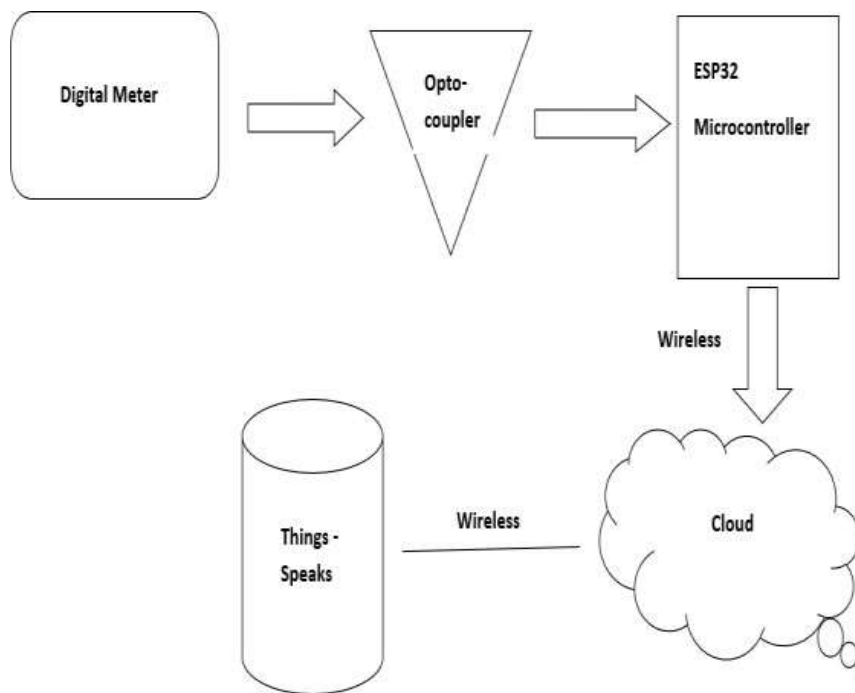 Digital Meter
Opto-
coupler
ESP32
Microcontroller
Wireless
Cloud
Wireless
Things -
Speaks